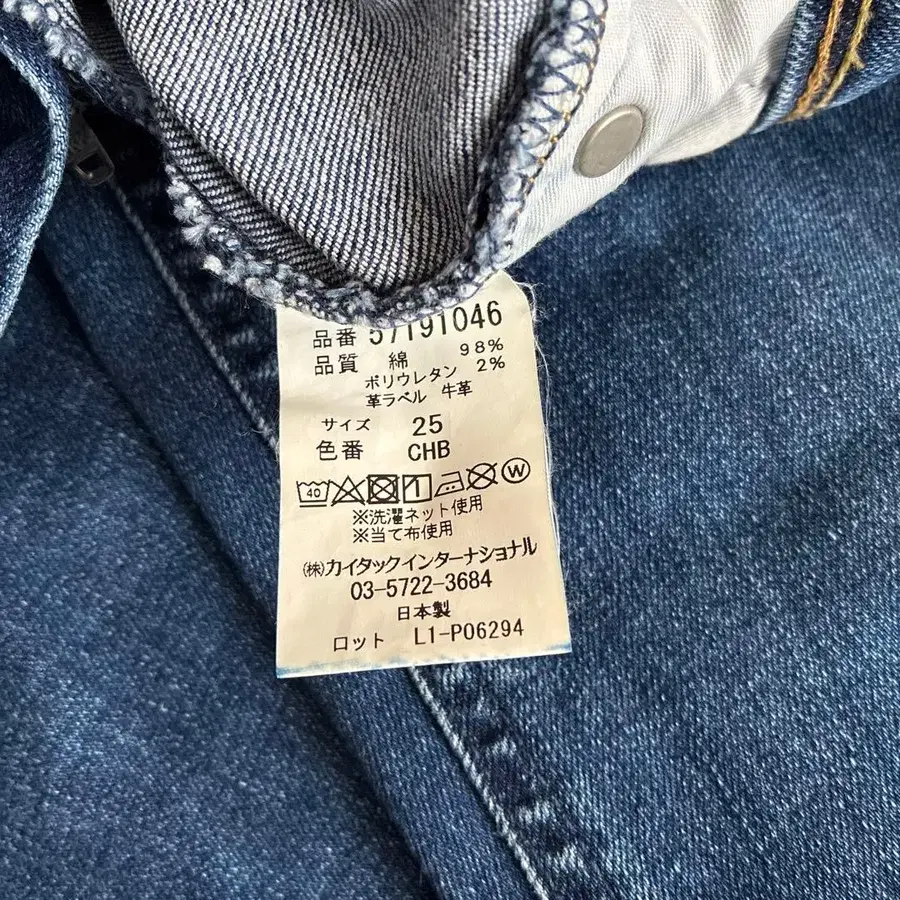 品番 57191046
品質 綿 98%
ポリウレタン 2%
革ラベル 牛革
サイズ 25
色番 CHB
40 1 W
※洗濯ネット使用
※当て布使用
㈱カイタックインターナショナル
03-5722-3684
日本製
ロット L1-P06294